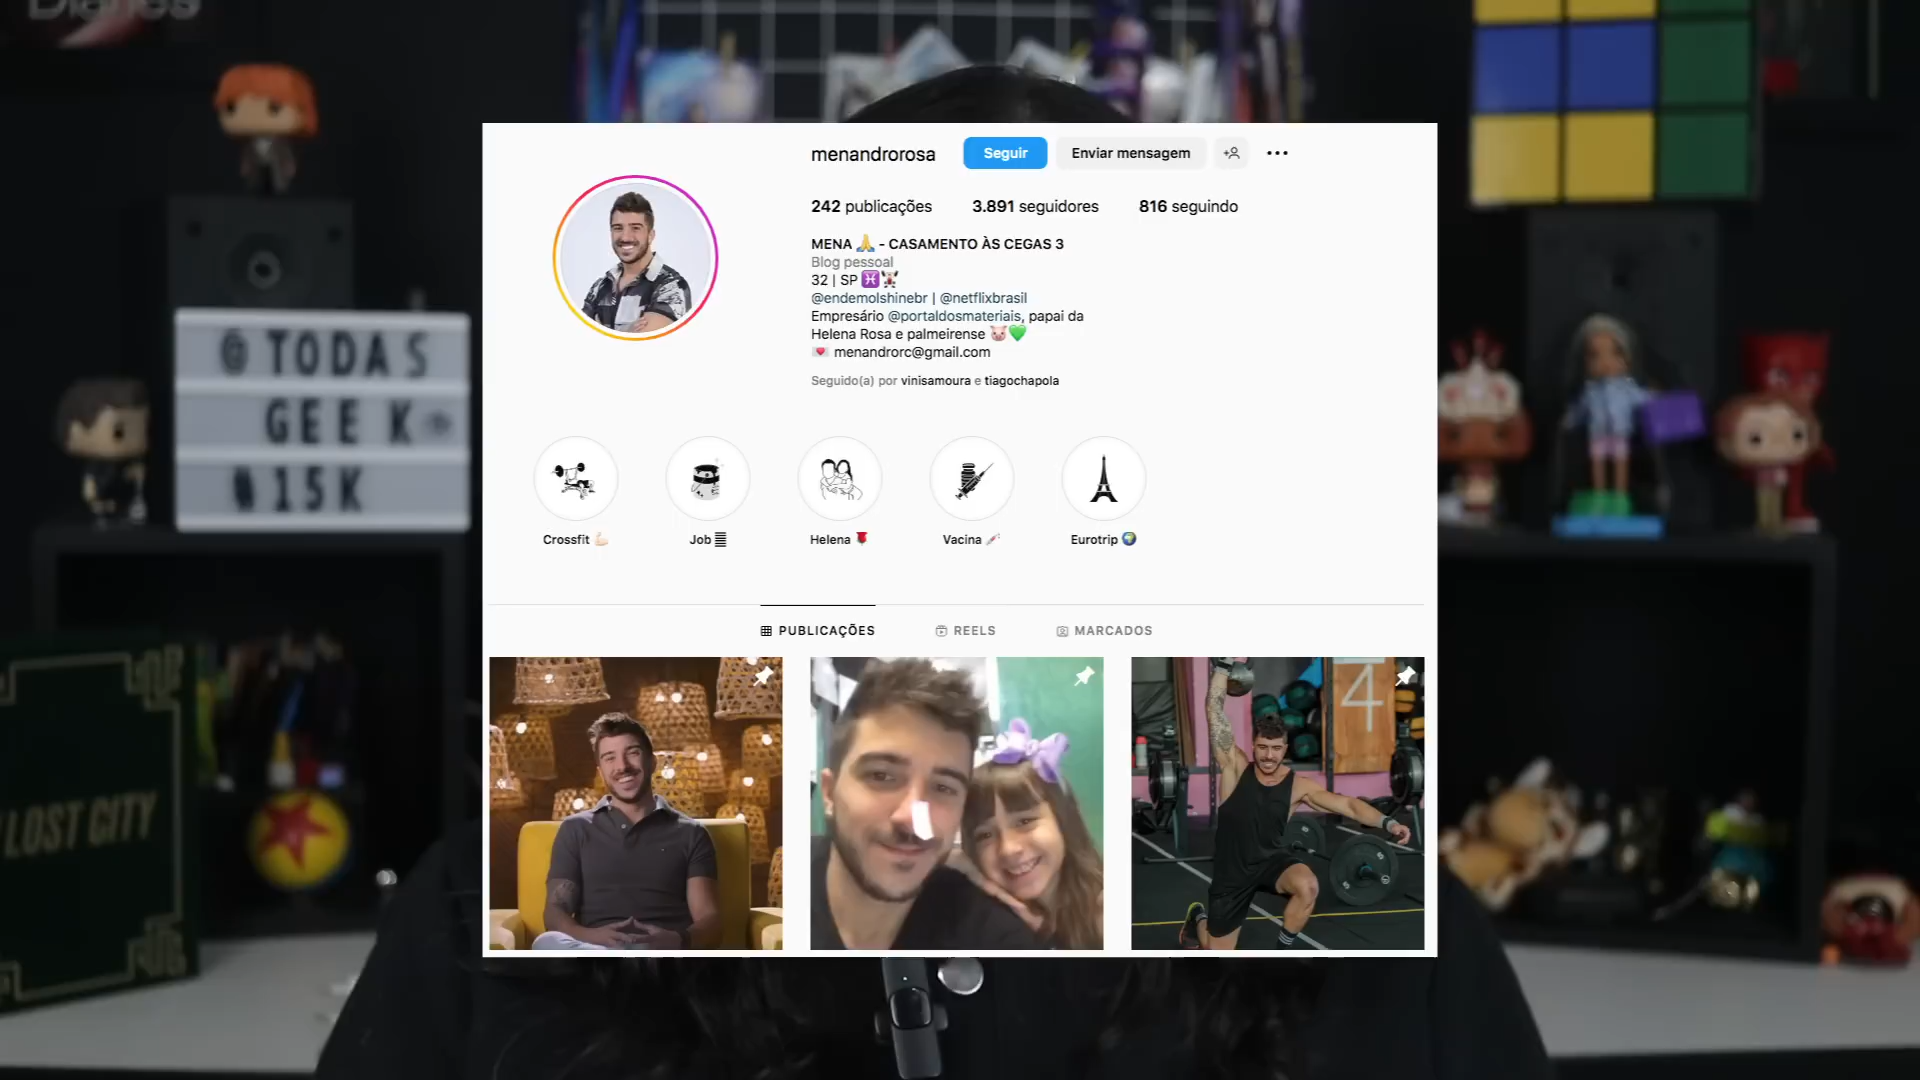 Diaries
@ TODAS
GEEK
15K
LOST CITY
menandrorosa
Seguir
Enviar mensagem
242 publicações
3.891 seguidores
816 seguindo
MENA 🙏 - CASAMENTO ÀS CEGAS 3
Blog pessoal
32 | SP ♓
@endemolshinebr | @netflixbrasil
Empresário @portaldosmateriais, papai da
Helena Rosa e palmeirense 🐷💚
💌 menandrorc@gmail.com
Seguido(a) por vinisamoura e tiagochapola
Crossfit 💪🏻
Job
Helena 🌹
Vacina 💉
Eurotrip 🌍
PUBLICAÇÕES
REELS
MARCADOS
4